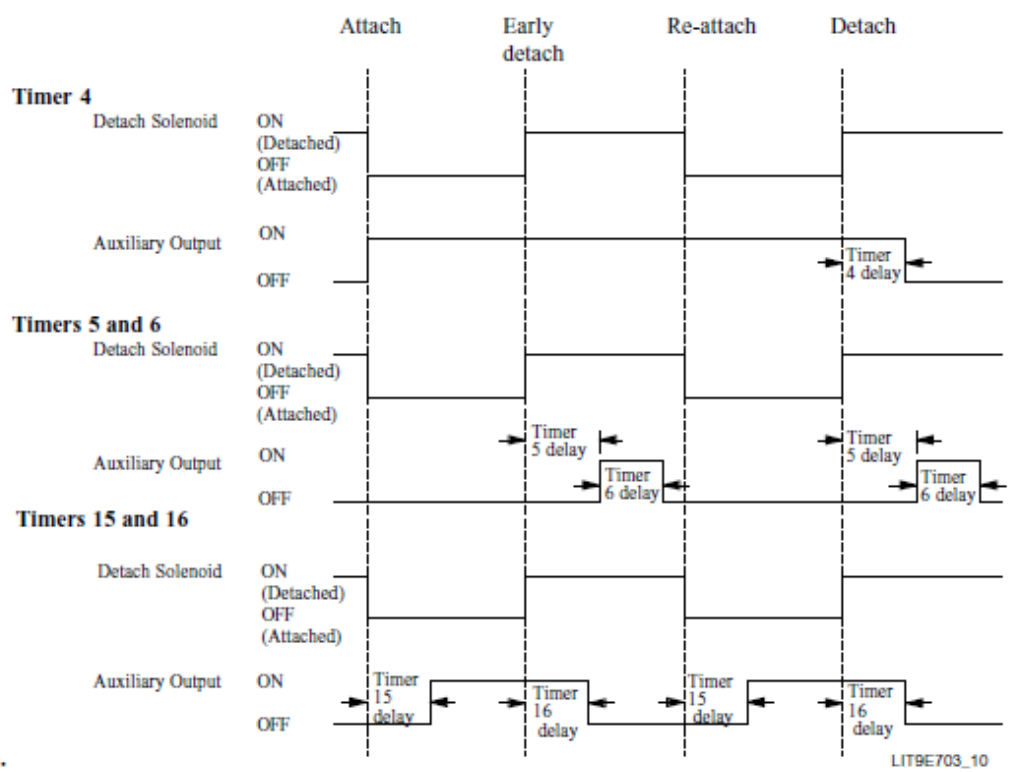 Attach
Early
detach
Re-attach
Detach
Timer 4
Detach Solenoid
ON
(Detached)
OFF
(Attached)
Auxiliary Output
ON
OFF
Timer
4 delay
Timers 5 and 6
Detach Solenoid
ON
(Detached)
OFF
(Attached)
Auxiliary Output
ON
OFF
Timer
5 delay
Timer
6 delay
Timer
5 delay
Timer
6 delay
Timers 15 and 16
Detach Solenoid
ON
(Detached)
OFF
(Attached)
Auxiliary Output
ON
OFF
Timer
15
delay
Timer
16
delay
Timer
15
delay
Timer
16
delay
LIT9E703_10